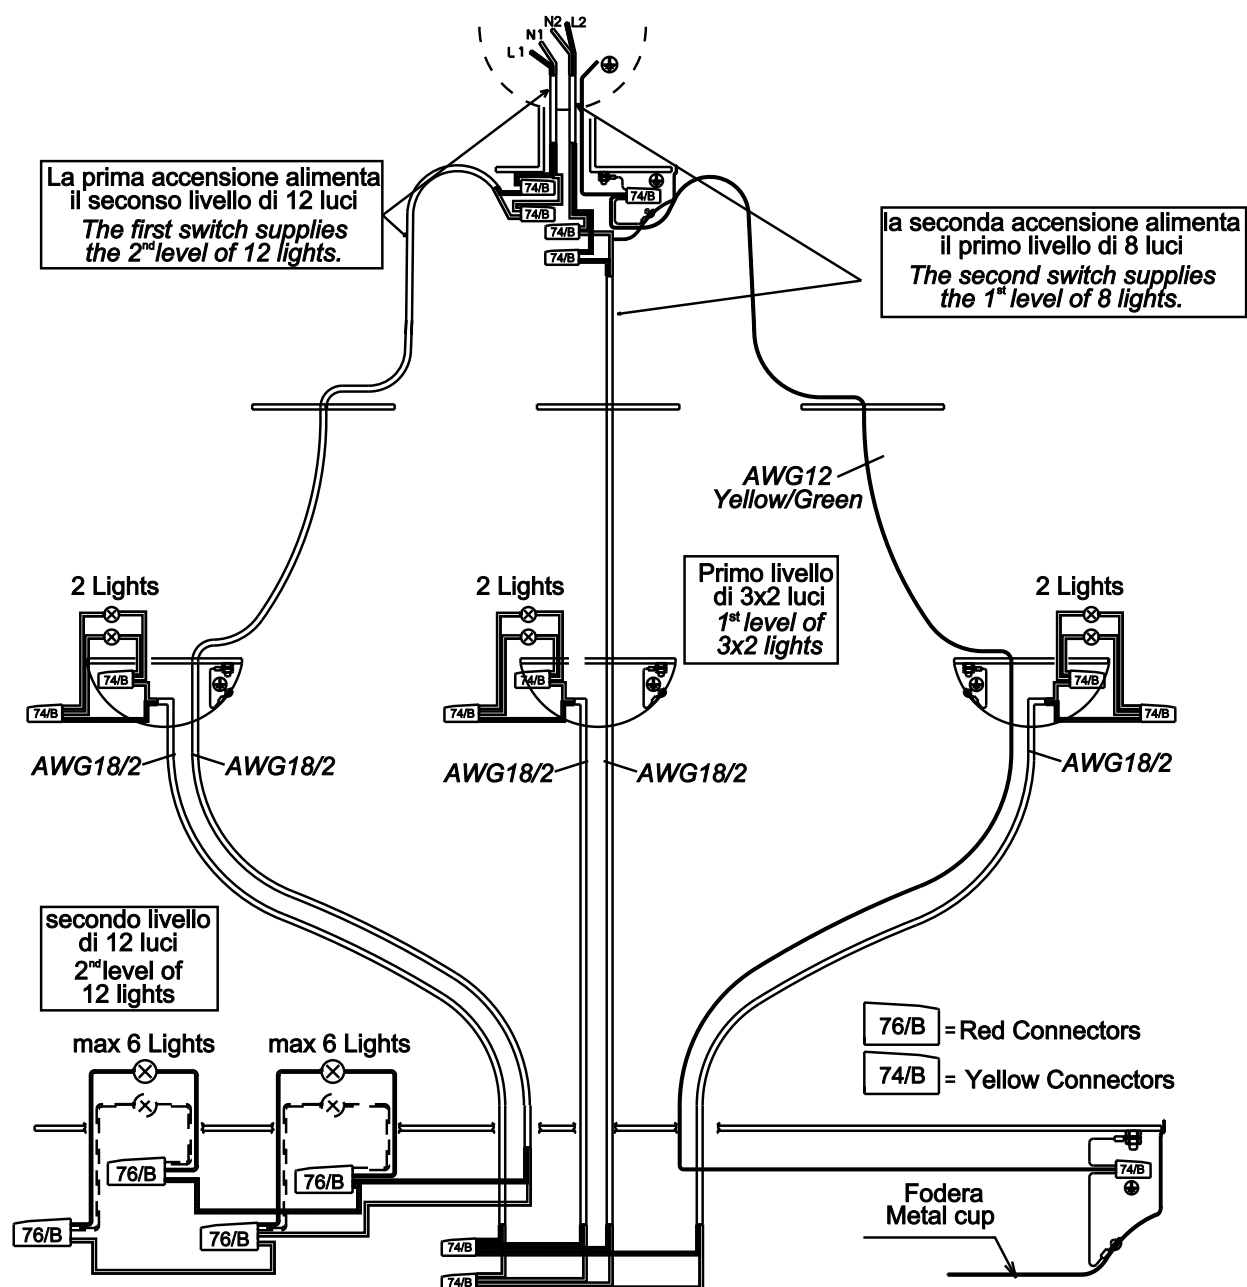 N2
L2
N1
L1
La prima accensione alimenta
il seconso livello di 12 luci
The first switch supplies
the 2nd level of 12 lights.
74/B
74/B
74/B
74/B
74/B
la seconda accensione alimenta
il primo livello di 8 luci
The second switch supplies
the 1st level of 8 lights.
AWG12
Yellow/Green
Primo livello
di 3x2 luci
1st level of
3x2 lights
2 Lights
2 Lights
2 Lights
74/B
74/B
74/B
74/B
74/B
74/B
AWG18/2
AWG18/2
AWG18/2
AWG18/2
AWG18/2
secondo livello
di 12 luci
2nd level of
12 lights
76/B
= Red Connectors
74/B
= Yellow Connectors
max 6 Lights
max 6 Lights
76/B
76/B
76/B
76/B
74/B
74/B
74/B
Fodera
Metal cup